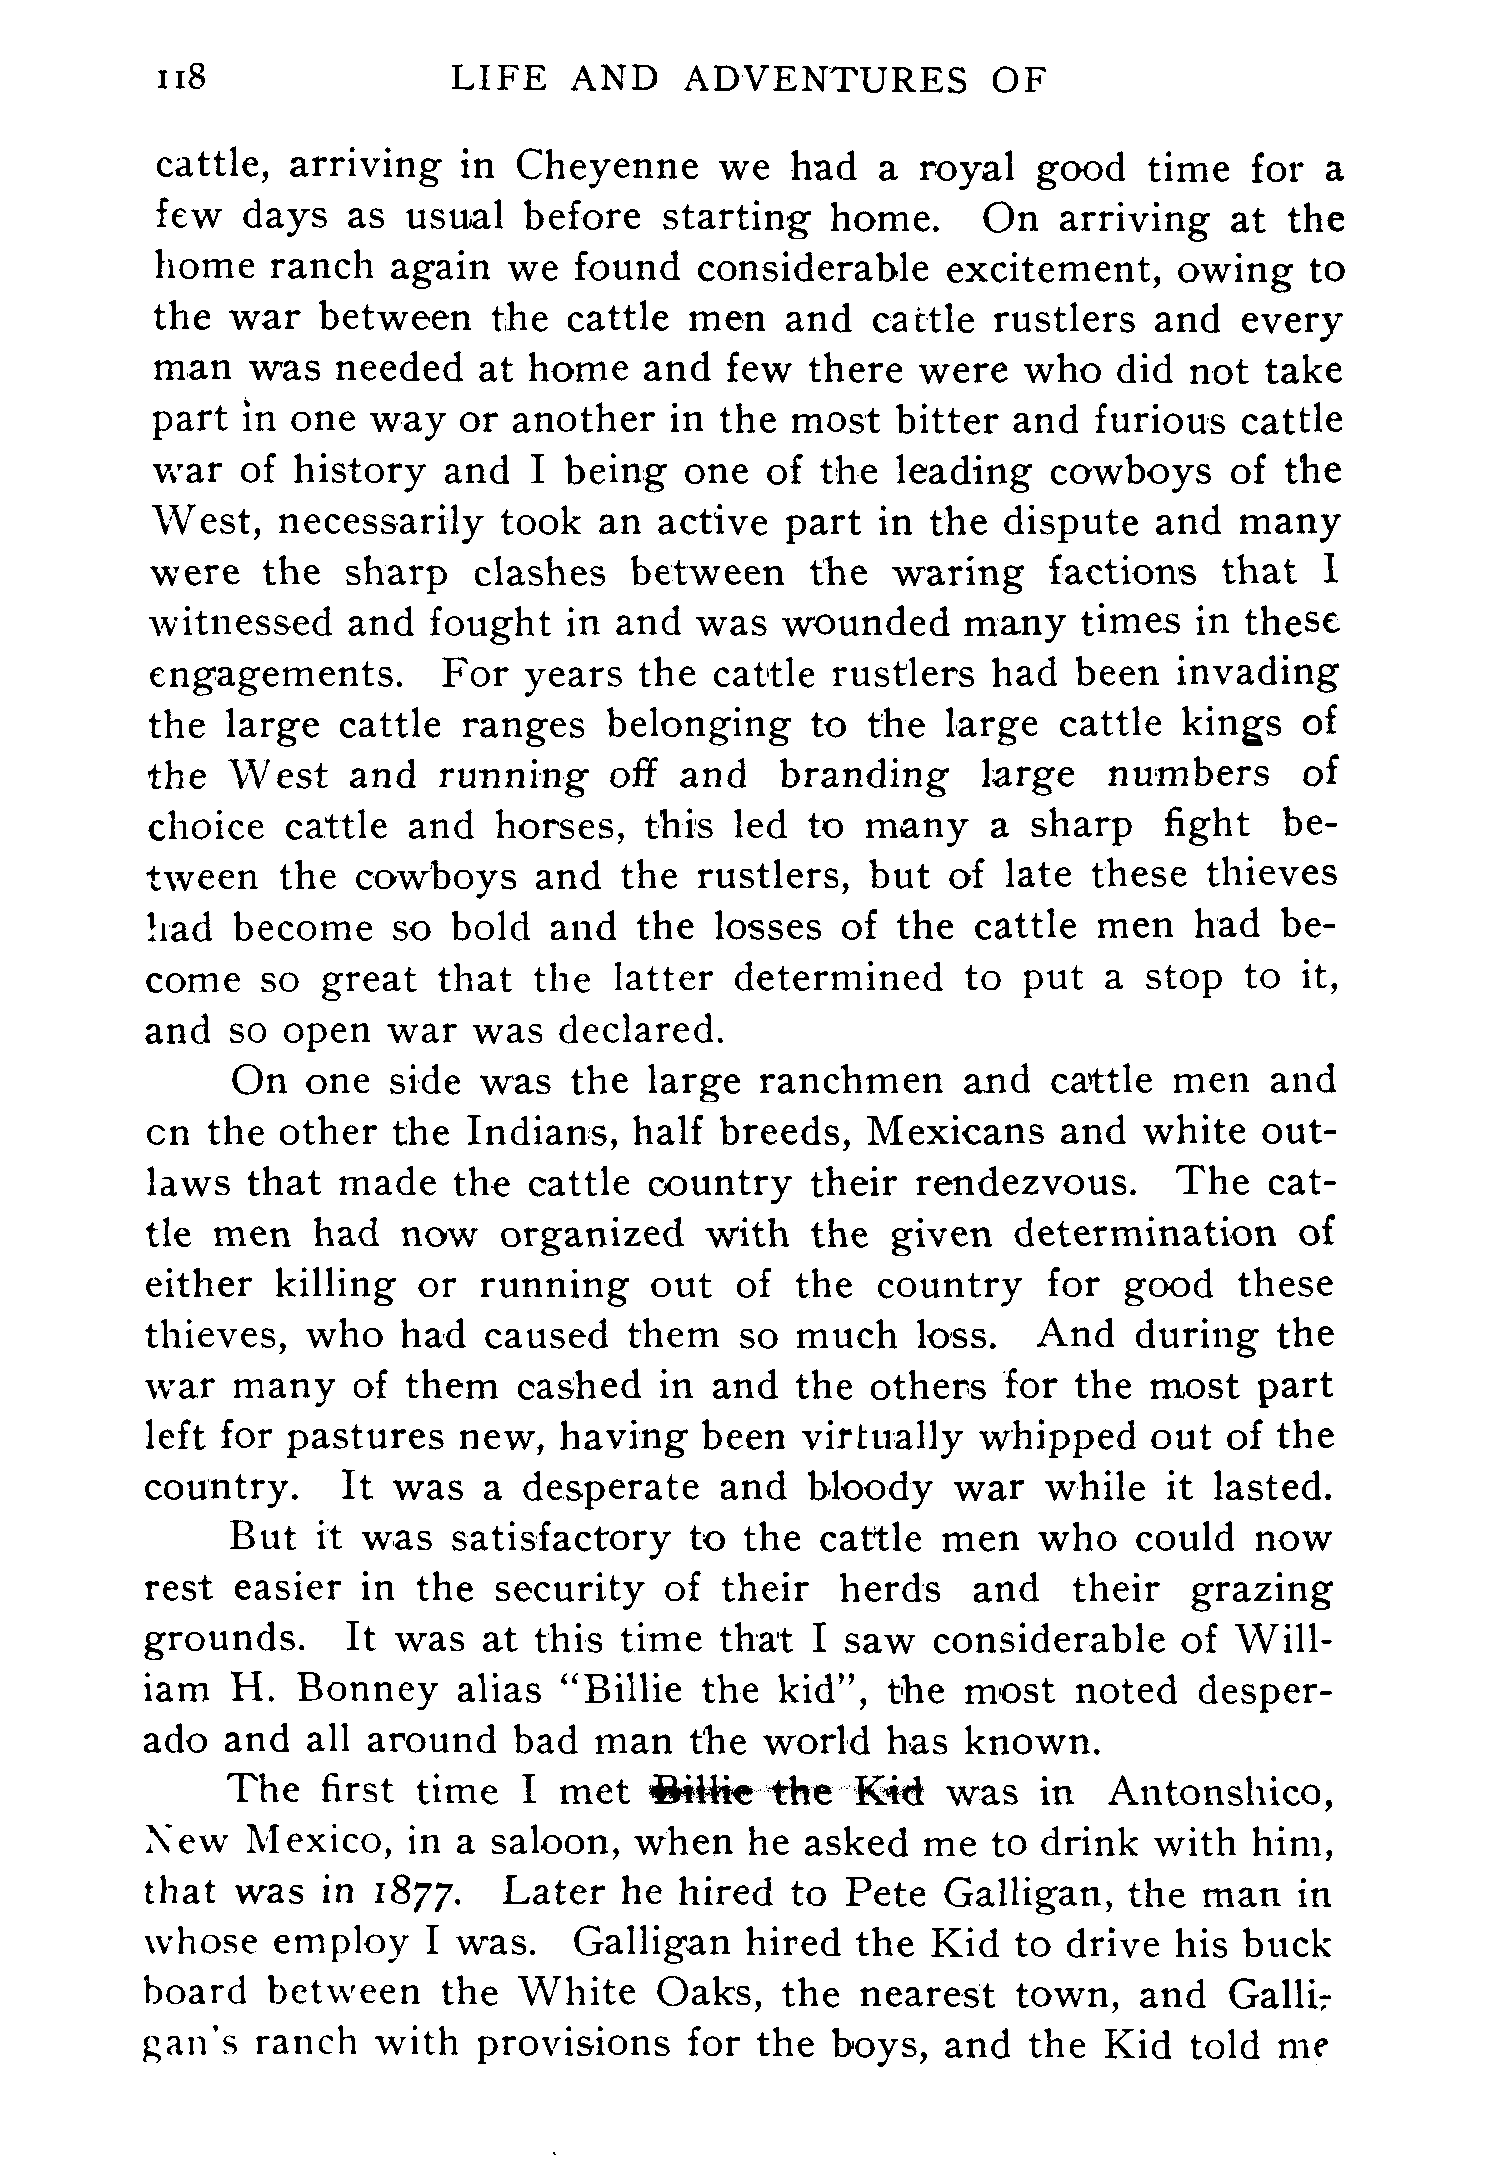 118 LIFE AND ADVENTURES OF
cattle, arriving in Cheyenne we had a royal good time for a
few days as usual before starting home. On arriving at the
home ranch again we found considerable excitement, owing to
the war between the cattle men and cattle rustlers and every
man was needed at home and few there were who did not take
part in one way or another in the most bitter and furious cattle
war of history and I being one of the leading cowboys of the
West, necessarily took an active part in the dispute and many
were the sharp clashes between the waring factions that I
witnessed and fought in and was wounded many times in these
engagements. For years the cattle rustlers had been invading
the large cattle ranges belonging to the large cattle kings of
the West and running off and branding large numbers of
choice cattle and horses, this led to many a sharp fight be-
tween the cowboys and the rustlers, but of late these thieves
had become so bold and the losses of the cattle men had be-
come so great that the latter determined to put a stop to it,
and so open war was declared.
On one side was the large ranchmen and cattle men and
on the other the Indians, half breeds, Mexicans and white out-
laws that made the cattle country their rendezvous. The cat-
tle men had now organized with the given determination of
either killing or running out of the country for good these
thieves, who had caused them so much loss. And during the
war many of them cashed in and the others for the most part
left for pastures new, having been virtually whipped out of the
country. It was a desperate and bloody war while it lasted.
But it was satisfactory to the cattle men who could now
rest easier in the security of their herds and their grazing
grounds. It was at this time that I saw considerable of Will-
iam H. Bonney alias "Billie the kid", the most noted desper-
ado and all around bad man the world has known.
The first time I met Billie the Kid was in Antonshico,
New Mexico, in a saloon, when he asked me to drink with him,
that was in 1877. Later he hired to Pete Galligan, the man in
whose employ I was. Galligan hired the Kid to drive his buck
board between the White Oaks, the nearest town, and Galli-
gan's ranch with provisions for the boys, and the Kid told me